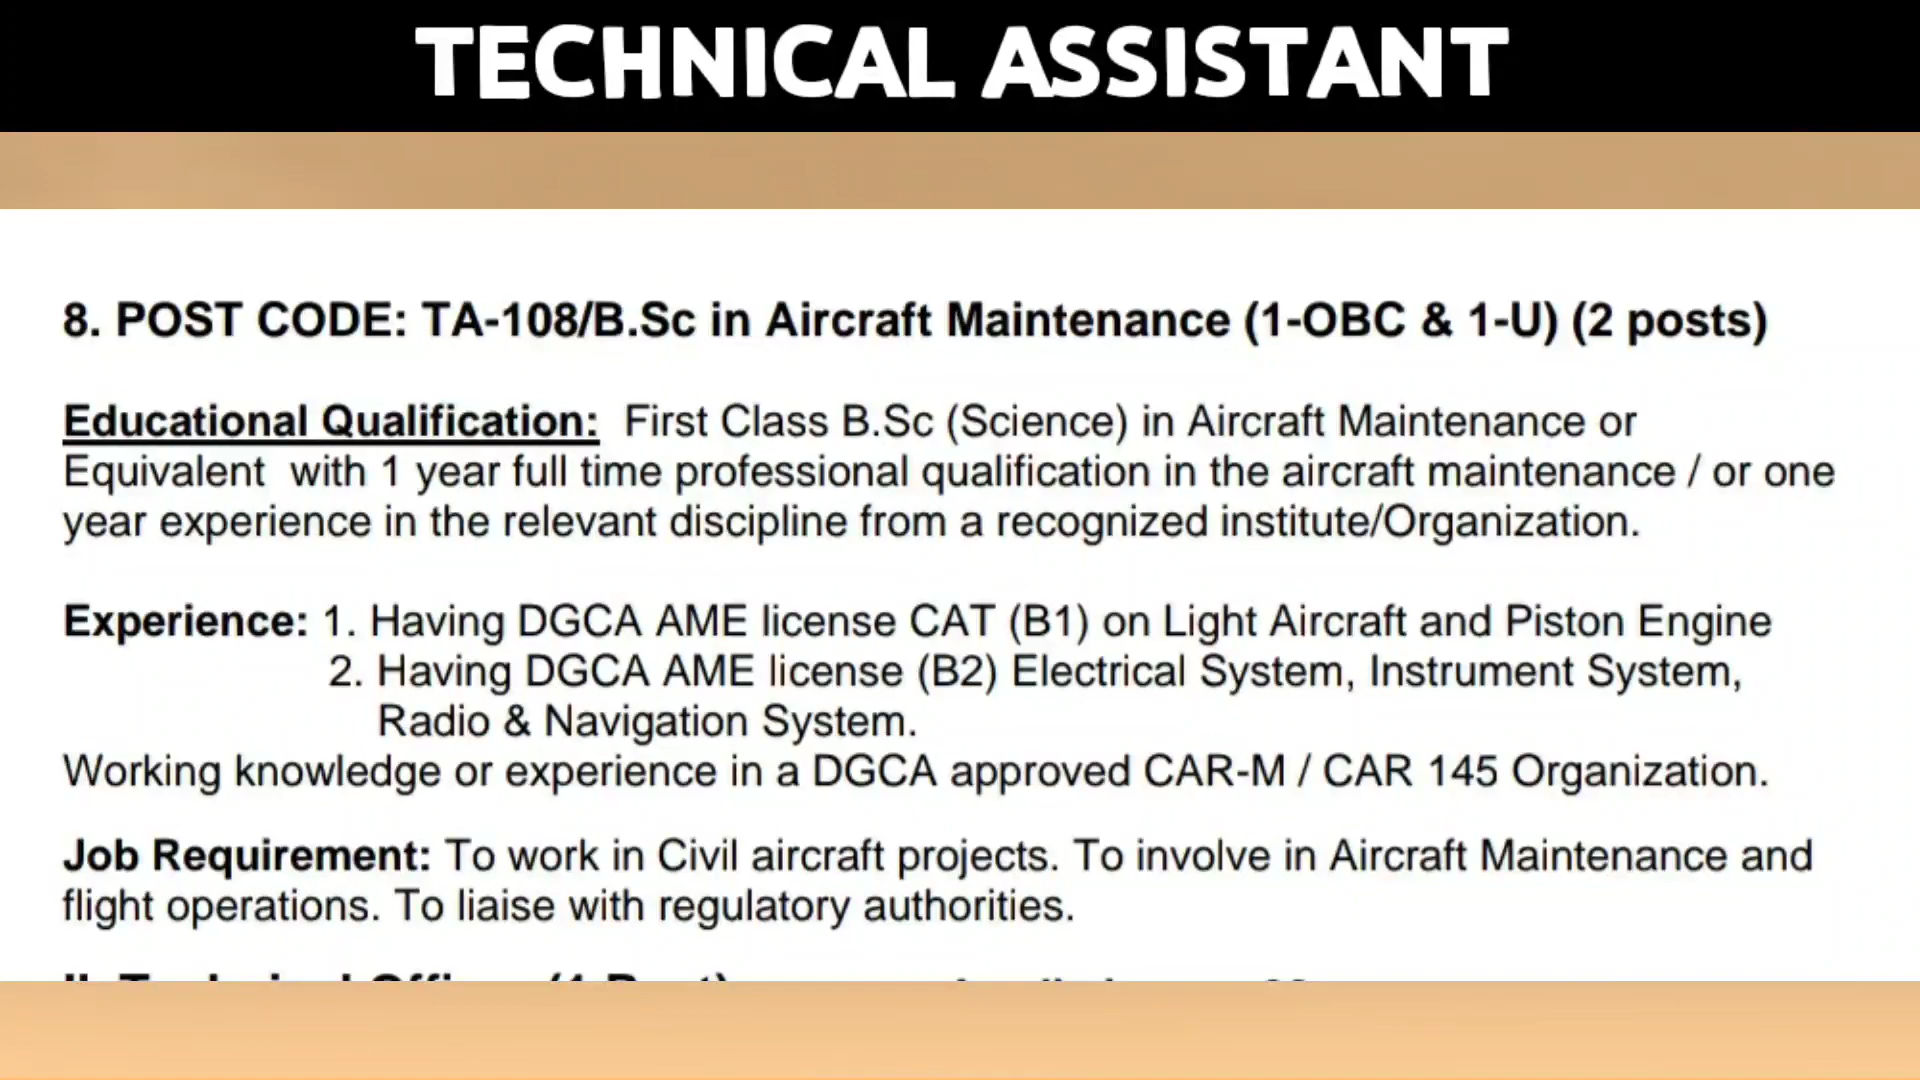 TECHNICAL ASSISTANT
8. POST CODE: TA-108/B.Sc in Aircraft Maintenance (1-OBC & 1-U) (2 posts)
Educational Qualification: First Class B.Sc (Science) in Aircraft Maintenance or
Equivalent with 1 year full time professional qualification in the aircraft maintenance / or one
year experience in the relevant discipline from a recognized institute/Organization.
Experience: 1. Having DGCA AME license CAT (B1) on Light Aircraft and Piston Engine
2. Having DGCA AME license (B2) Electrical System, Instrument System,
Radio & Navigation System.
Working knowledge or experience in a DGCA approved CAR-M / CAR 145 Organization.
Job Requirement: To work in Civil aircraft projects. To involve in Aircraft Maintenance and
flight operations. To liaise with regulatory authorities.